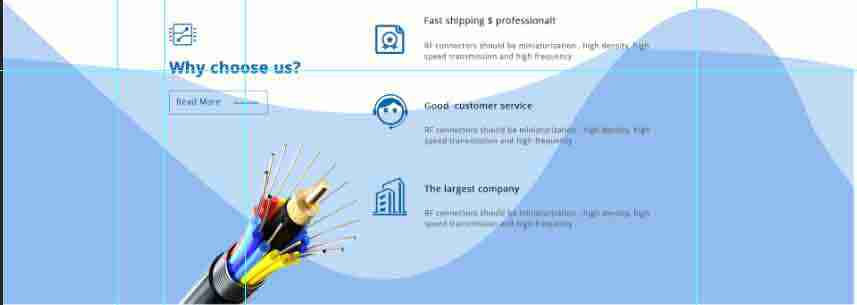 Why choose us?
Read More
Fast shipping $ professional!
RF connectors should be miniaturization , high density, high
speed transmission and high frequency
Good customer service
RF connectors should be miniaturization , high density, high
speed transmission and high frequency
The largest company
RF connectors should be miniaturization , high density, high
speed transmission and high frequency